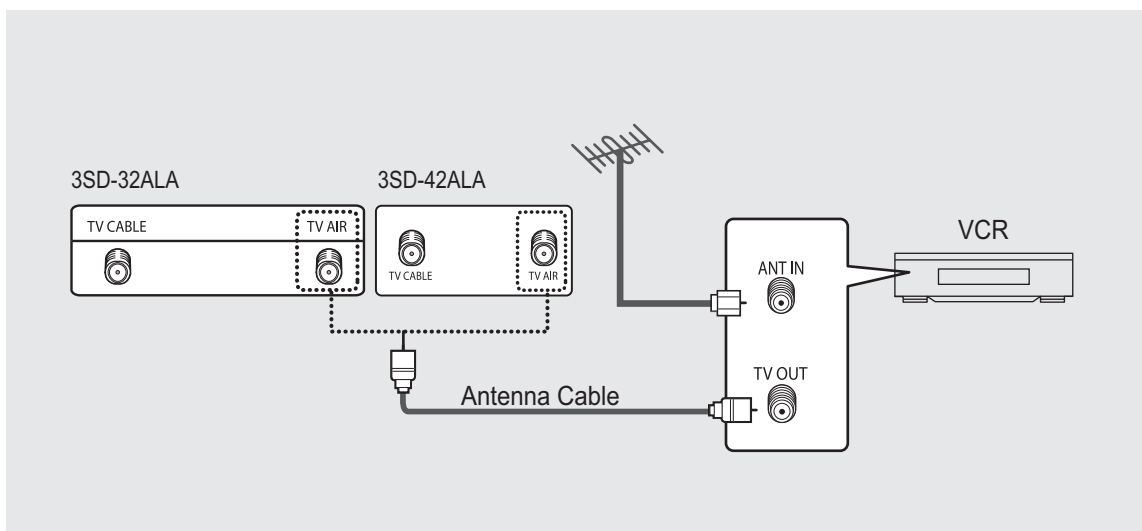 3SD-32ALA
TV CABLE
TV AIR
3SD-42ALA
TV CABLE
TV AIR
Antenna Cable
ANT IN
TV OUT
VCR